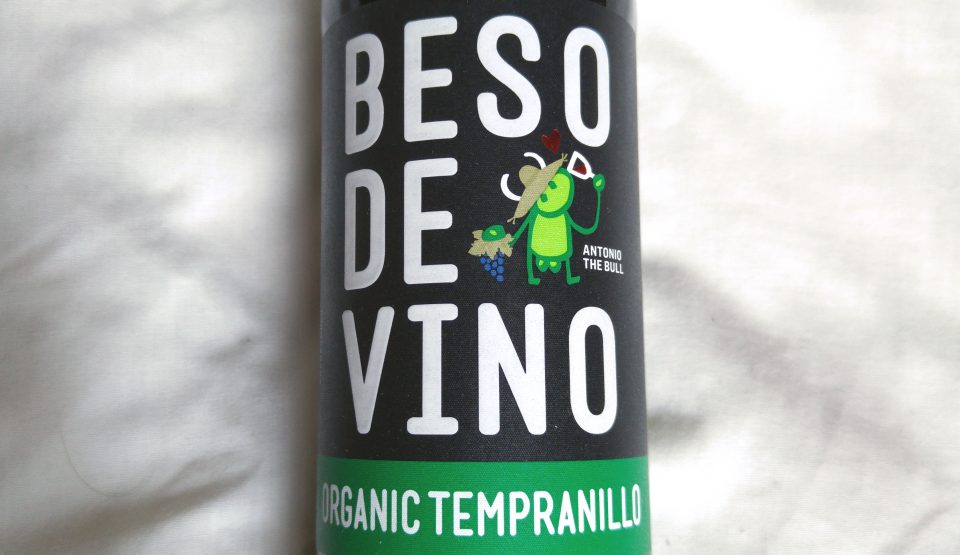 BESO
DE
ANTONIO
THE BULL
VINO
ORGANIC TEMPRANILLO